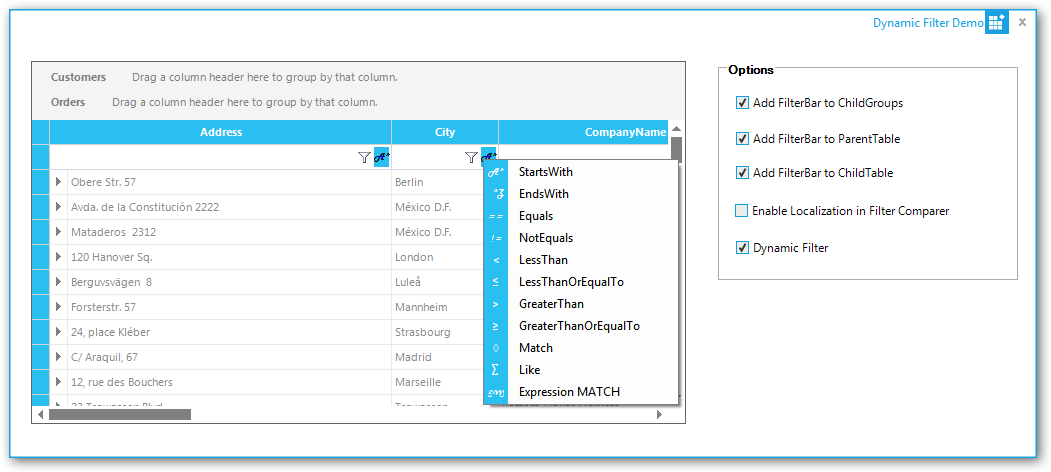 Dynamic Filter Demo
Customers Drag a column header here to group by that column.
Orders Drag a column header here to group by that column.
Address City CompanyName
Obere Str. 57 Berlin
Avda. de la Constitución 2222 México D.F.
Mataderos 2312 México D.F.
120 Hanover Sq. London
Berguvsvägen 8 Luleå
Forsterstr. 57 Mannheim
24, place Kléber Strasbourg
C/ Araquil, 67 Madrid
12, rue des Bouchers Marseille
StartsWith
EndsWith
== Equals
!= NotEquals
< LessThan
≤ LessThanOrEqualTo
> GreaterThan
≥ GreaterThanOrEqualTo
◊ Match
Σ Like
Expression MATCH
Options
Add FilterBar to ChildGroups
Add FilterBar to ParentTable
Add FilterBar to ChildTable
Enable Localization in Filter Comparer
Dynamic Filter